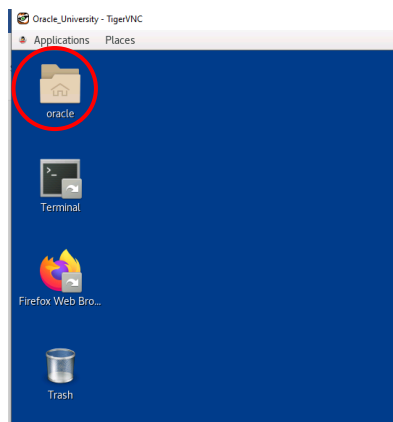 Oracle_University - TigerVNC
Applications Places
oracle
>_
Terminal
Firefox Web Bro...
Trash